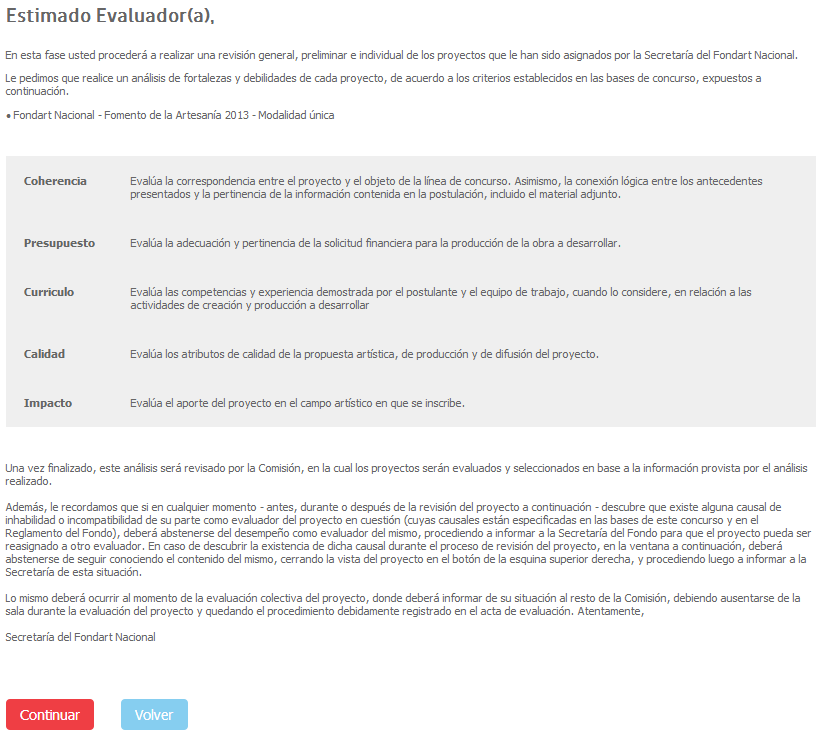 Estimado Evaluador(a),
En esta fase usted procederá a realizar una revisión general, preliminar e individual de los proyectos que le han sido asignados por la Secretaría del Fondart Nacional.
Le pedimos que realice un análisis de fortalezas y debilidades de cada proyecto, de acuerdo a los criterios establecidos en las bases de concurso, expuestos a
continuación.
• Fondart Nacional - Fomento de la Artesanía 2013 - Modalidad única
Coherencia Evalúa la correspondencia entre el proyecto y el objeto de la línea de concurso. Asimismo, la conexión lógica entre los antecedentes
presentados y la pertinencia de la información contenida en la postulación, incluido el material adjunto.
Presupuesto Evalúa la adecuación y pertinencia de la solicitud financiera para la producción de la obra a desarrollar.
Curriculo Evalúa las competencias y experiencia demostrada por el postulante y el equipo de trabajo, cuando lo considere, en relación a las
actividades de creación y producción a desarrollar
Calidad Evalúa los atributos de calidad de la propuesta artística, de producción y de difusión del proyecto.
Impacto Evalúa el aporte del proyecto en el campo artístico en que se inscribe.
Una vez finalizado, este análisis será revisado por la Comisión, en la cual los proyectos serán evaluados y seleccionados en base a la información provista por el análisis
realizado.
Además, le recordamos que si en cualquier momento - antes, durante o después de la revisión del proyecto a continuación - descubre que existe alguna causal de
inhabilidad o incompatibilidad de su parte como evaluador del proyecto en cuestión (cuyas causales están especificadas en las bases de este concurso y en el
Reglamento del Fondo), deberá abstenerse del desempeño como evaluador del mismo, procediendo a informar a la Secretaría del Fondo para que el proyecto pueda ser
reasignado a otro evaluador. En caso de descubrir la existencia de dicha causal durante el proceso de revisión del proyecto, en la ventana a continuación, deberá
abstenerse de seguir conociendo el contenido del mismo, cerrando la vista del proyecto en el botón de la esquina superior derecha, y procediendo luego a informar a la
Secretaría de esta situación.
Lo mismo deberá ocurrir al momento de la evaluación colectiva del proyecto, donde deberá informar de su situación al resto de la Comisión, debiendo ausentarse de la
sala durante la evaluación del proyecto y quedando el procedimiento debidamente registrado en el acta de evaluación. Atentamente,
Secretaría del Fondart Nacional
Continuar Volver